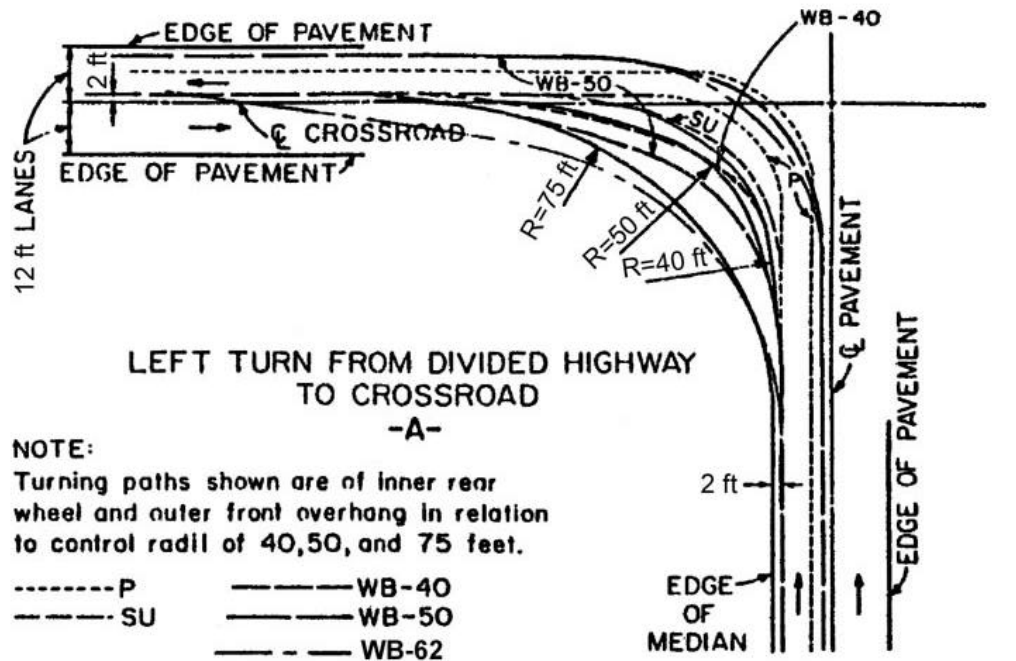 WB-40
EDGE OF PAVEMENT
2 ft
WB-50
℄ CROSSROAD
SU
EDGE OF PAVEMENT
12 ft LANES
P
R=75 ft
R=50 ft
R=40 ft
℄ PAVEMENT
EDGE OF PAVEMENT
LEFT TURN FROM DIVIDED HIGHWAY
TO CROSSROAD
-A-
NOTE:
Turning paths shown are of inner rear
wheel and outer front overhang in relation
to control radii of 40,50, and 75 feet.
2 ft
P
WB-40
SU
WB-50
WB-62
EDGE
OF
MEDIAN